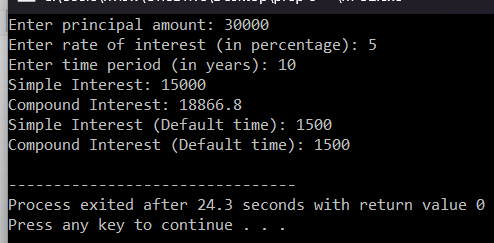 Enter principal amount: 30000
Enter rate of interest (in percentage): 5
Enter time period (in years): 10
Simple Interest: 15000
Compound Interest: 18866.8
Simple Interest (Default time): 1500
Compound Interest (Default time): 1500
--------------------------------
Process exited after 24.3 seconds with return value 0
Press any key to continue . . .